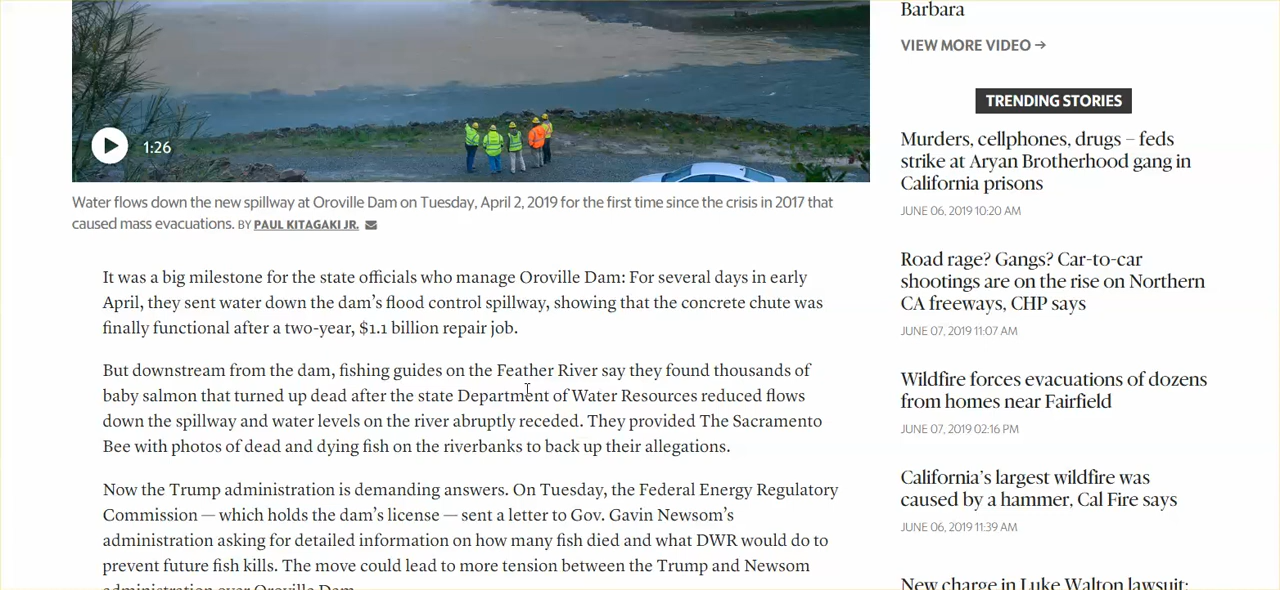 1:26
Water flows down the new spillway at Oroville Dam on Tuesday, April 2, 2019 for the first time since the crisis in 2017 that
caused mass evacuations. BY PAUL KITAGAKI JR.
It was a big milestone for the state officials who manage Oroville Dam: For several days in early
April, they sent water down the dam’s flood control spillway, showing that the concrete chute was
finally functional after a two-year, $1.1 billion repair job.
But downstream from the dam, fishing guides on the Feather River say they found thousands of
baby salmon that turned up dead after the state Department of Water Resources reduced flows
down the spillway and water levels on the river abruptly receded. They provided The Sacramento
Bee with photos of dead and dying fish on the riverbanks to back up their allegations.
Now the Trump administration is demanding answers. On Tuesday, the Federal Energy Regulatory
Commission — which holds the dam’s license — sent a letter to Gov. Gavin Newsom’s
administration asking for detailed information on how many fish died and what DWR would do to
prevent future fish kills. The move could lead to more tension between the Trump and Newsom
administration over Oroville Dam.
Barbara
VIEW MORE VIDEO →
TRENDING STORIES
Murders, cellphones, drugs – feds
strike at Aryan Brotherhood gang in
California prisons
JUNE 06, 2019 10:20 AM
Road rage? Gangs? Car-to-car
shootings are on the rise on Northern
CA freeways, CHP says
JUNE 07, 2019 11:07 AM
Wildfire forces evacuations of dozens
from homes near Fairfield
JUNE 07, 2019 02:16 PM
California’s largest wildfire was
caused by a hammer, Cal Fire says
JUNE 06, 2019 11:39 AM
New charge in Luke Walton lawsuit: